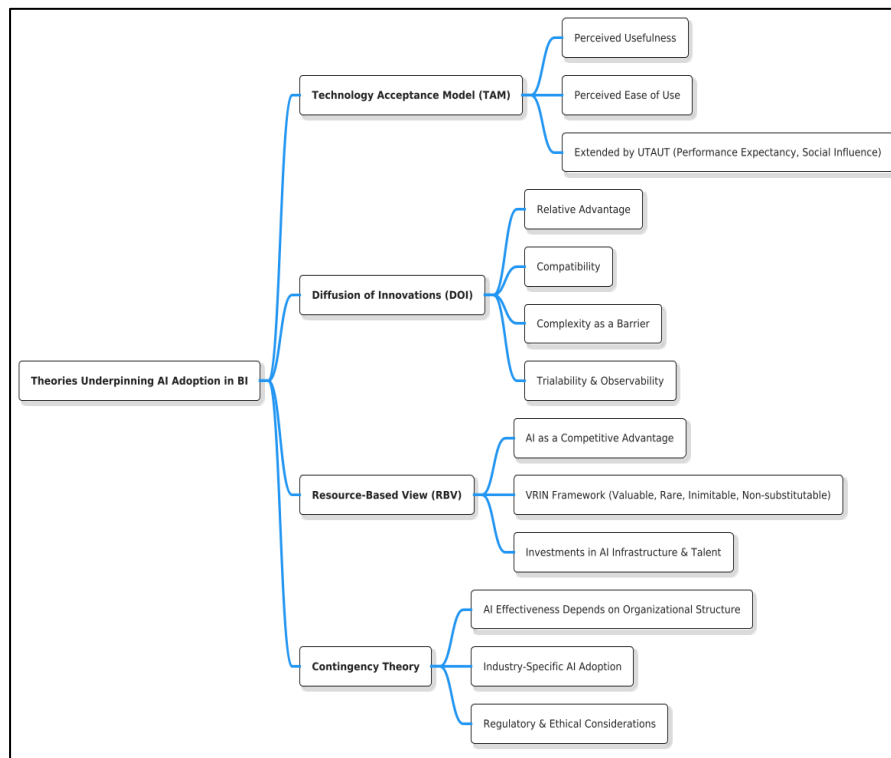 Theories Underpinning AI Adoption in BI
Technology Acceptance Model (TAM)
Perceived Usefulness
Perceived Ease of Use
Extended by UTAUT (Performance Expectancy, Social Influence)
Diffusion of Innovations (DOI)
Relative Advantage
Compatibility
Complexity as a Barrier
Trialability & Observability
Resource-Based View (RBV)
AI as a Competitive Advantage
VRIN Framework (Valuable, Rare, Inimitable, Non-substitutable)
Investments in AI Infrastructure & Talent
Contingency Theory
AI Effectiveness Depends on Organizational Structure
Industry-Specific AI Adoption
Regulatory & Ethical Considerations